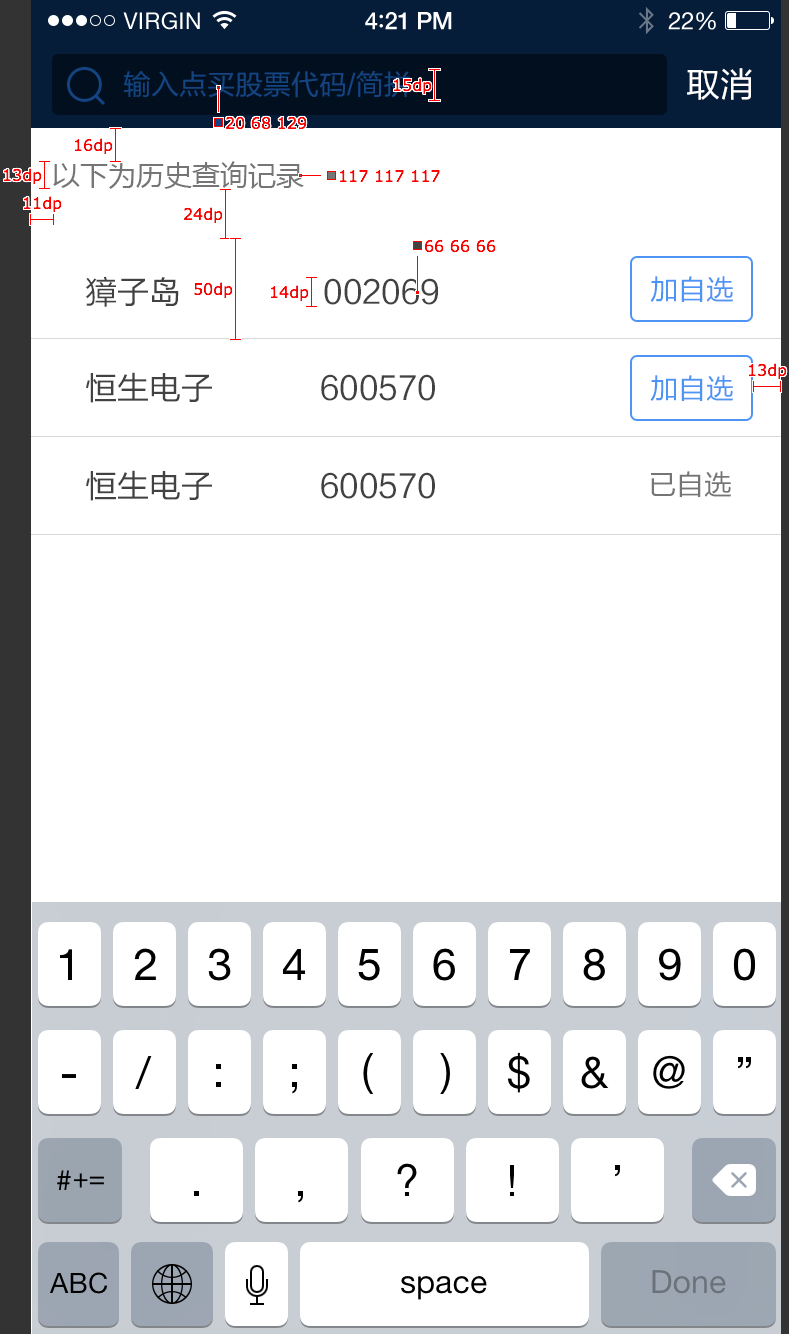 VIRGIN 4:21 PM 22%
输入点买股票代码/简拼 15dp 取消
20 68 129
16dp
13dp 以下为历史查询记录 117 117 117
11dp
24dp
66 66 66
獐子岛 50dp 14dp 002069 加自选
13dp
恒生电子 600570 加自选
恒生电子 600570 已自选
1 2 3 4 5 6 7 8 9 0
- / : ; ( ) $ & @ ”
#+= . , ? ! ’
ABC space Done